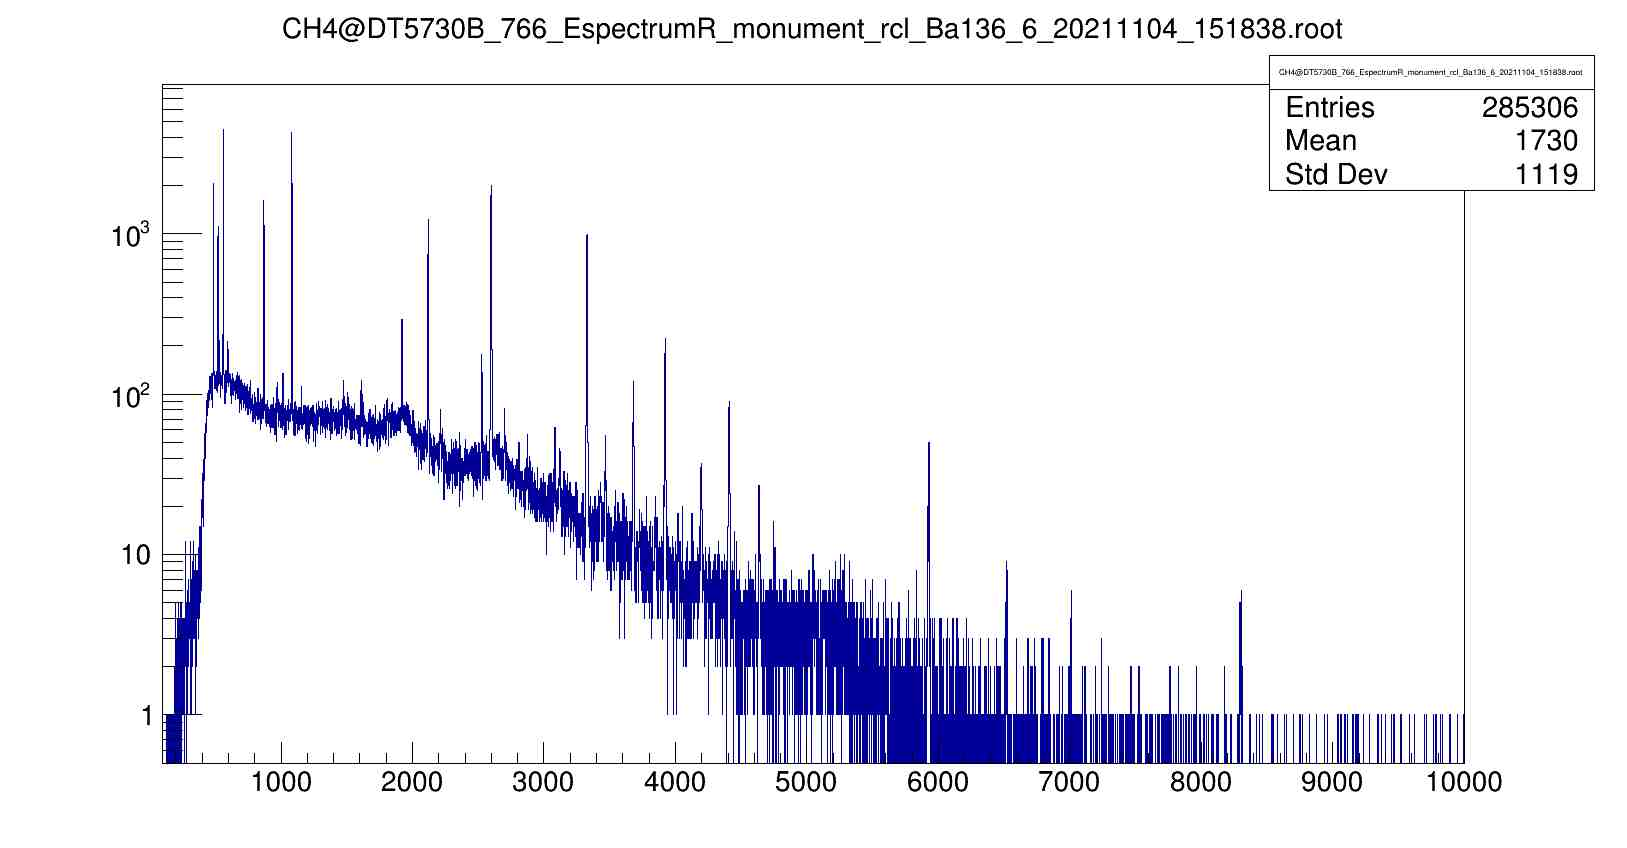 CH4@DT5730B_766_EspectrumR_monument_rcl_Ba136_6_20211104_151838.root
CH4@DT5730B_766_EspectrumR_monument_rcl_Ba136_6_20211104_151838.root
Entries 285306
Mean 1730
Std Dev 1119
10³
10²
10
1
1000 2000 3000 4000 5000 6000 7000 8000 9000 10000